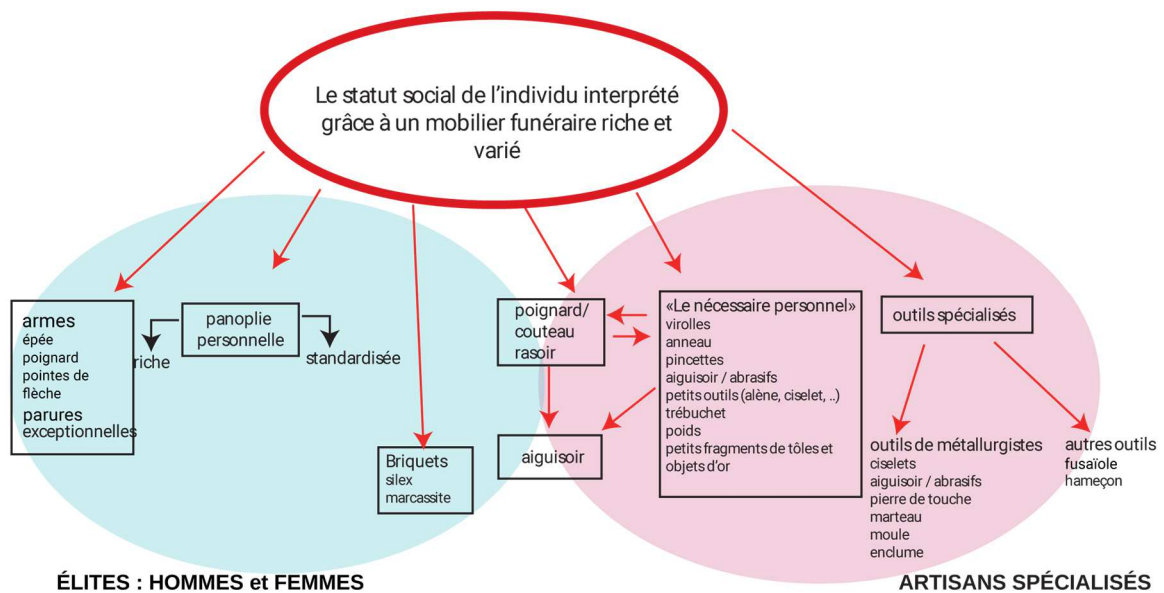 Le statut social de l'individu interprété
grâce à un mobilier funéraire riche et
varié
armes
épée
poignard
pointes de
flèche
parures
exceptionnelles
riche
panoplie
personnelle
standardisée
Briquets
silex
marcassite
poignard/
couteau
rasoir
aiguisoir
«Le nécessaire personnel»
virolles
anneau
pincettes
aiguisoir / abrasifs
petits outils (alène, ciselet, ..)
trébuchet
poids
petits fragments de tôles et
objets d'or
outils spécialisés
outils de métallurgistes
ciselets
aiguisoir / abrasifs
pierre de touche
marteau
moule
enclume
autres outils
fusaïole
hameçon
ÉLITES : HOMMES et FEMMES
ARTISANS SPÉCIALISÉS